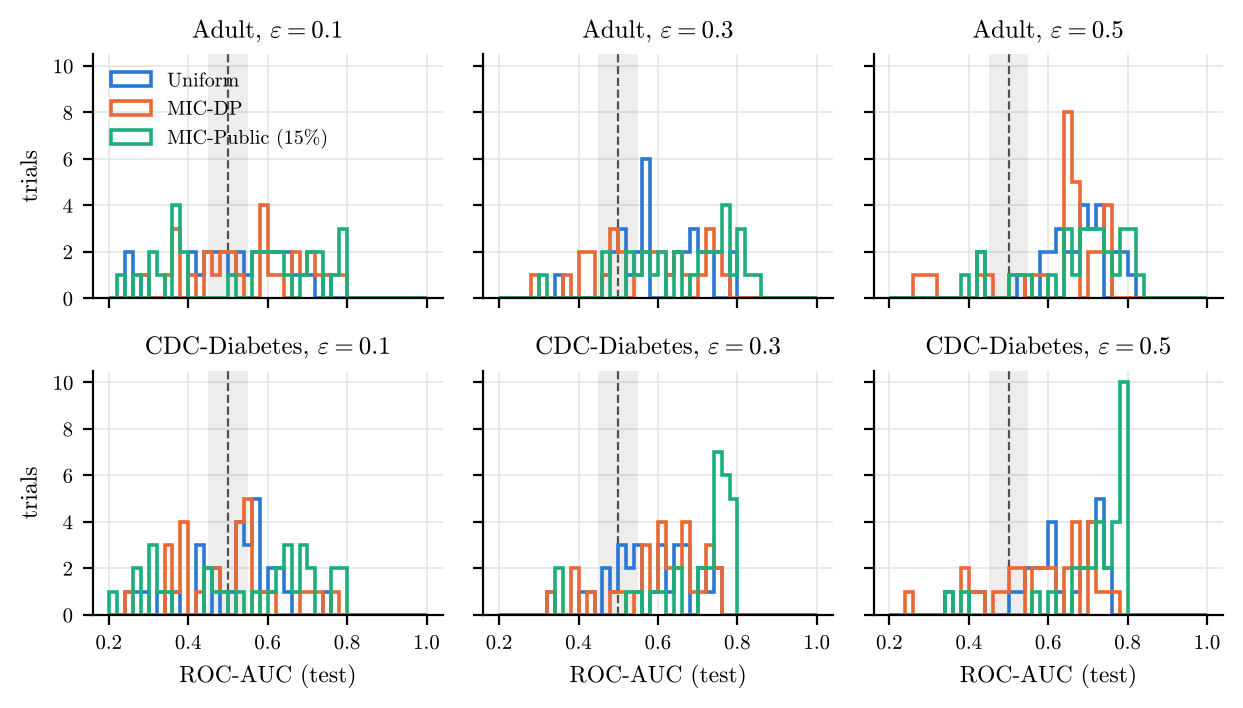 Adult, ε = 0.1
Adult, ε = 0.3
Adult, ε = 0.5
trials
10
8
6
4
2
0
Uniform
MIC-DP
MIC-Public (15%)
CDC-Diabetes, ε = 0.1
CDC-Diabetes, ε = 0.3
CDC-Diabetes, ε = 0.5
trials
10
8
6
4
2
0
0.2 0.4 0.6 0.8 1.0
0.2 0.4 0.6 0.8 1.0
0.2 0.4 0.6 0.8 1.0
ROC-AUC (test)
ROC-AUC (test)
ROC-AUC (test)